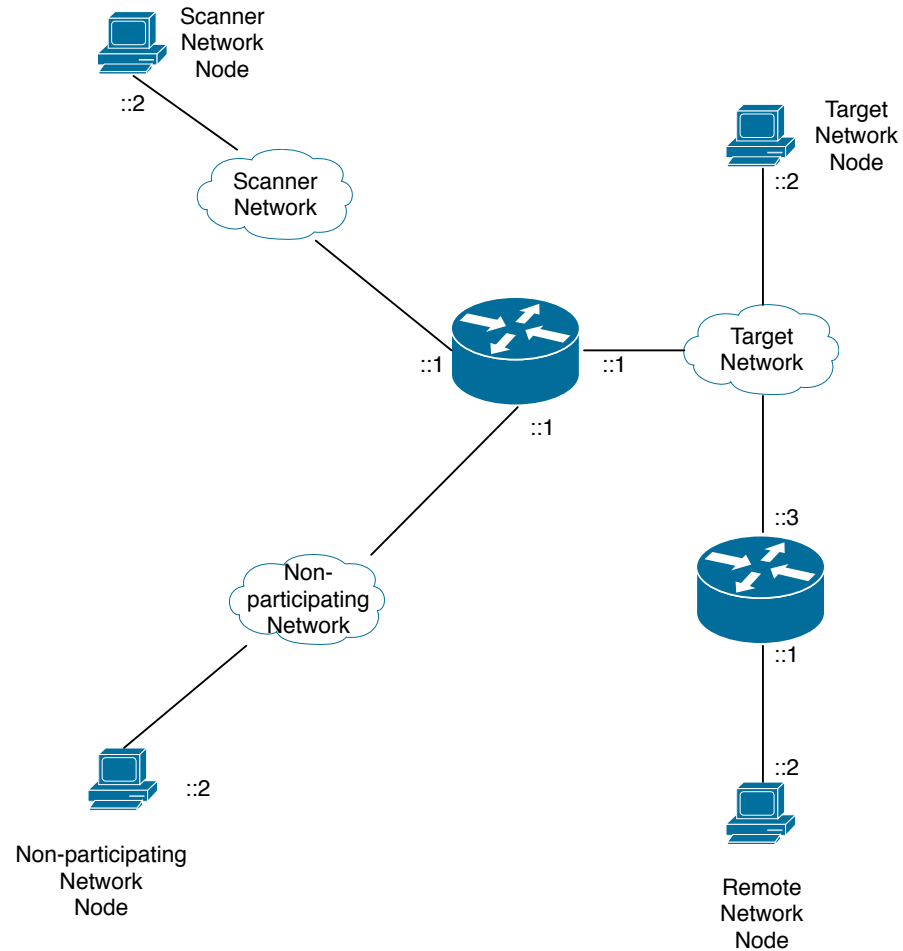 Scanner
Network
Node
::2
Target
Network
Node
::2
Scanner
Network
::1
::1
::1
Target
Network
::3
Non-
participating
Network
::1
::2
::2
Non-participating
Network
Node
Remote
Network
Node